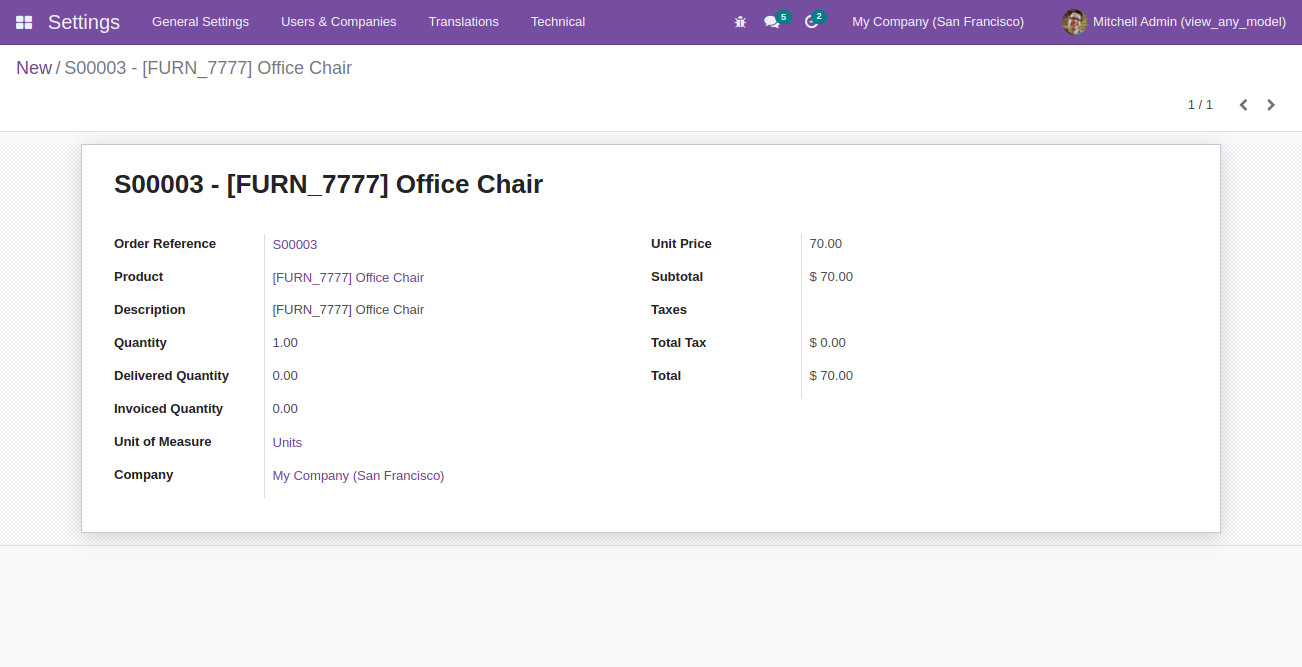 Settings General Settings Users & Companies Translations Technical 5 2 My Company (San Francisco) Mitchell Admin (view_any_model)
New / S00003 - [FURN_7777] Office Chair
1 / 1
S00003 - [FURN_7777] Office Chair
Order Reference S00003 Unit Price 70.00
Product [FURN_7777] Office Chair Subtotal $ 70.00
Description [FURN_7777] Office Chair Taxes
Quantity 1.00 Total Tax $ 0.00
Delivered Quantity 0.00 Total $ 70.00
Invoiced Quantity 0.00
Unit of Measure Units
Company My Company (San Francisco)